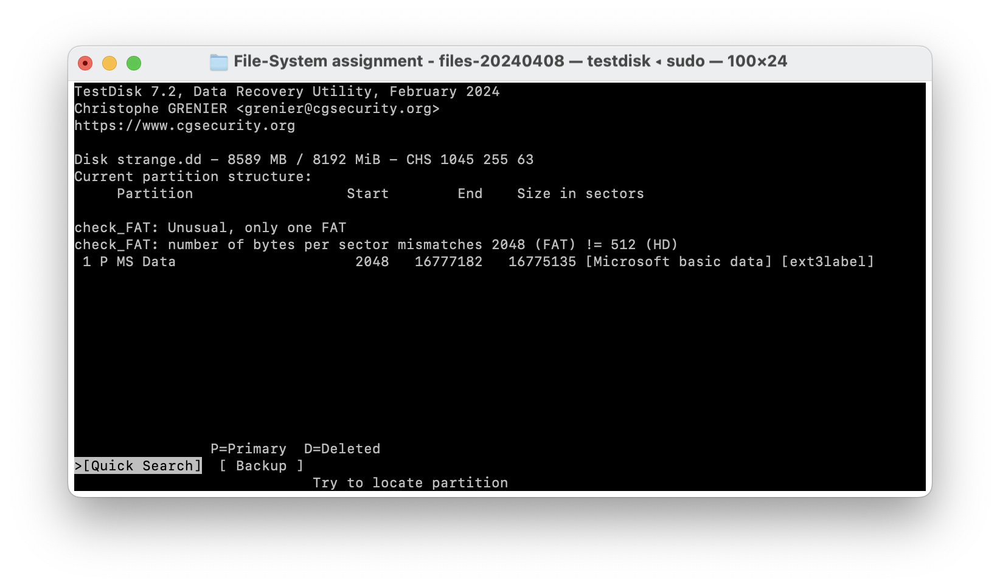 File-System assignment - files-20240408 — testdisk ◂ sudo — 100×24
TestDisk 7.2, Data Recovery Utility, February 2024
Christophe GRENIER <grenier@cgsecurity.org>
https://www.cgsecurity.org
Disk strange.dd - 8589 MB / 8192 MiB - CHS 1045 255 63
Current partition structure:
Partition Start End Size in sectors
check_FAT: Unusual, only one FAT
check_FAT: number of bytes per sector mismatches 2048 (FAT) != 512 (HD)
1 P MS Data 2048 16777182 16775135 [Microsoft basic data] [ext3label]
P=Primary D=Deleted
>[Quick Search] [ Backup ]
Try to locate partition